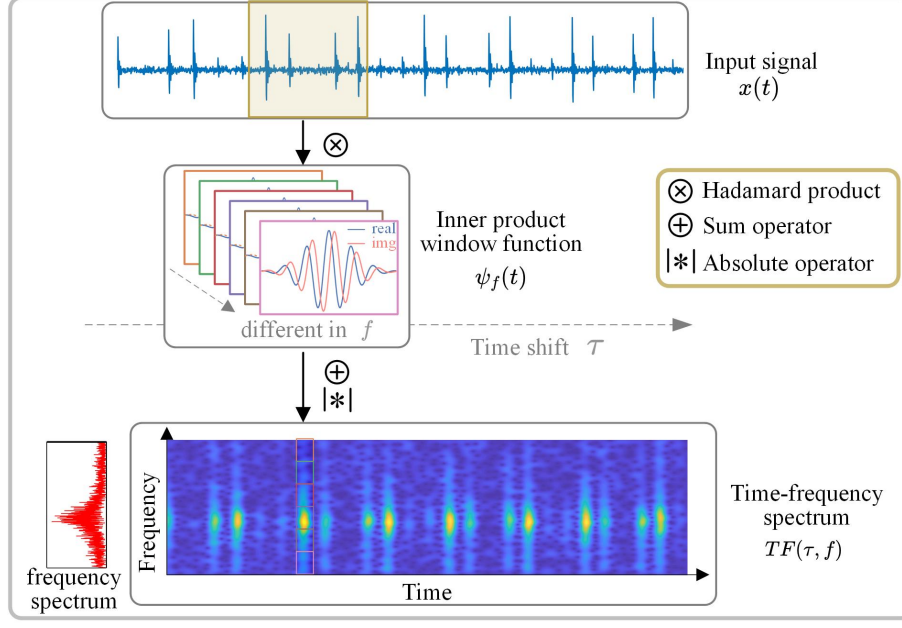 Input signal
x(t)
⊗
real
img
different in f
Inner product
window function
ψ_f(t)
⊗ Hadamard product
⊕ Sum operator
|*| Absolute operator
Time shift τ
⊕
|*|
Frequency
Time
frequency
spectrum
Time-frequency
spectrum
TF(τ, f)